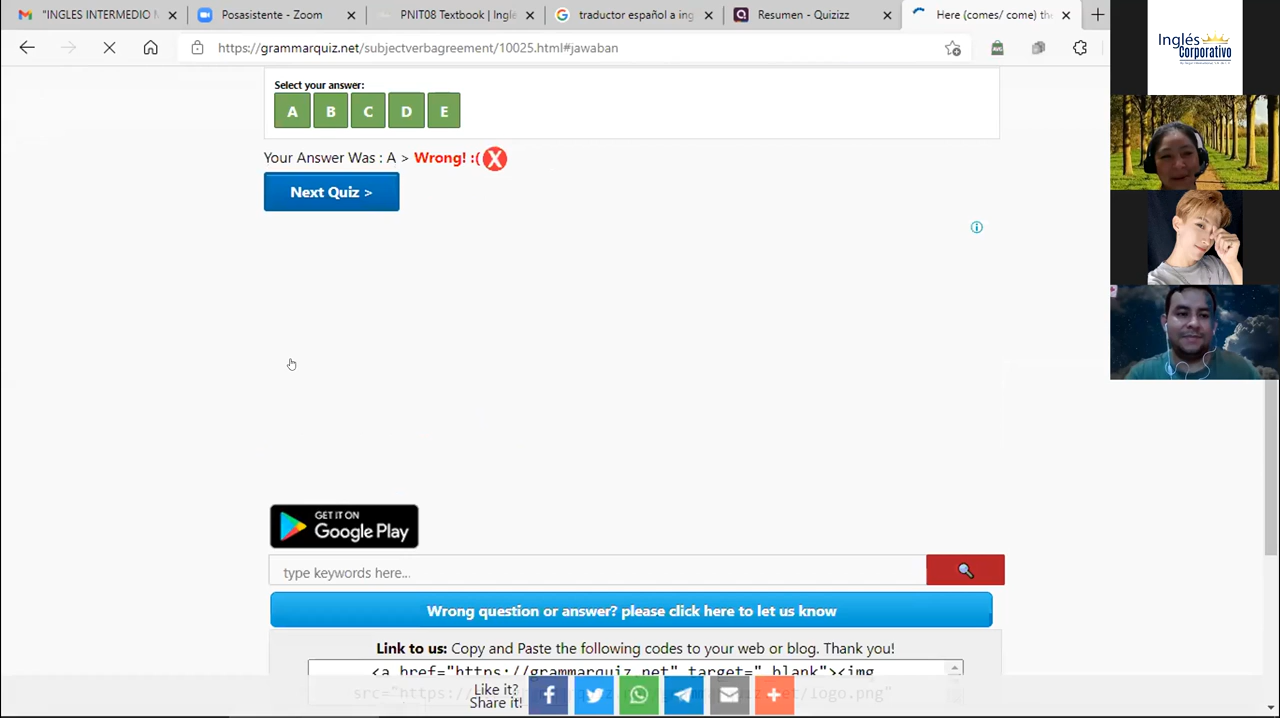 "INGLES INTERMEDIO M
Posasistente - Zoom
PNIT08 Textbook | Inglé
traductor español a ing
Resumen - Quizizz
Here (comes/ come) th
https://grammarquiz.net/subjectverbagreement/10025.html#jawaban
Inglés
Corporativo
Select your answer:
A B C D E
Your Answer Was : A > Wrong! :( X
Next Quiz >
GET IT ON
Google Play
type keywords here...
Wrong question or answer? please click here to let us know
Link to us: Copy and Paste the following codes to your web or blog. Thank you!
<a href="https://grammarquiz.net" target="_blank"><img
Like it?
Share it!
/logo.png"